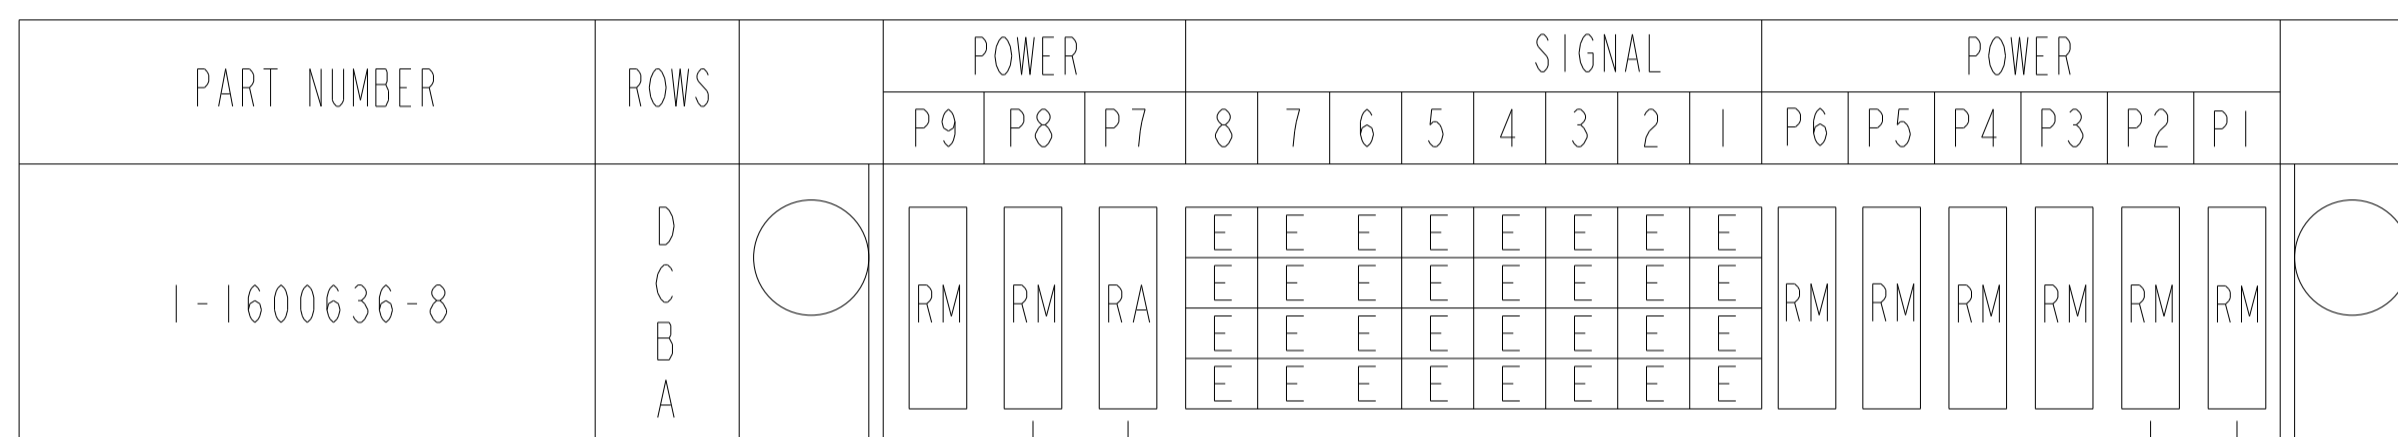 PART NUMBER ROWS POWER SIGNAL POWER
P9 P8 P7 8 7 6 5 4 3 2 1 P6 P5 P4 P3 P2 P1
D E E E E E E E E
C E E E E E E E E
1-1600636-8 RM RM RA RM RM RM RM RM RM
B E E E E E E E E
A E E E E E E E E